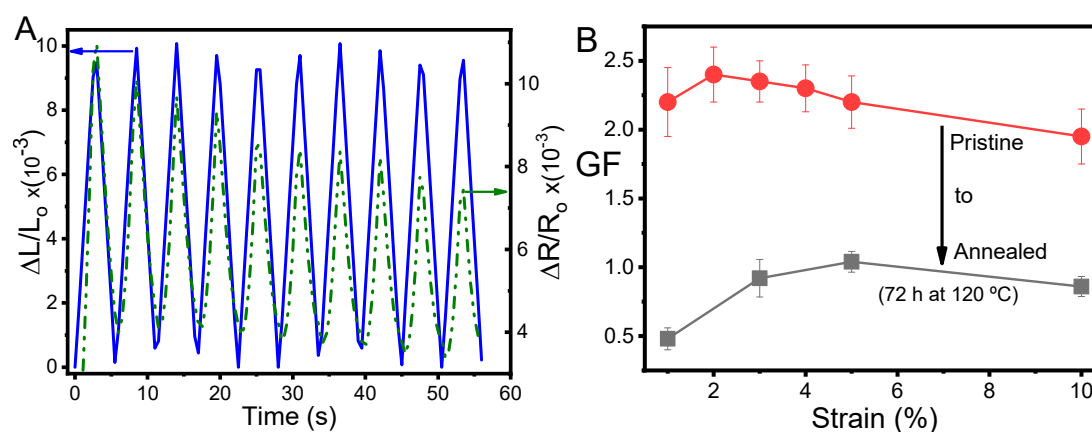 A
10
8
6
4
2
0
ΔL/Lo x(10-3)
0 10 20 30 40 50 60
Time (s)
10
8
6
4
ΔR/Ro x(10-3)
B
2.5
2.0
1.5
1.0
0.5
GF
Pristine
to
Annealed
(72 h at 120 ºC)
2 4 6 8 10
Strain (%)